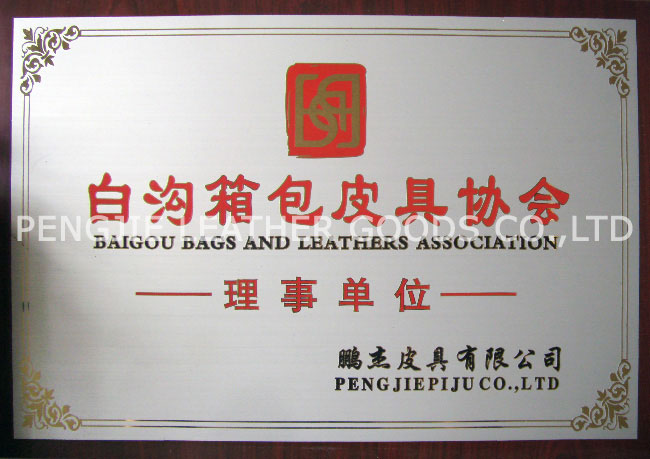 白沟箱包皮具协会
PENGJIE LEATHER GOODS CO.,LTD
BAIGOU BAGS AND LEATHERS ASSOCIATION
理事单位
鹏杰皮具有限公司
PENGJIEPIJU CO.,LTD